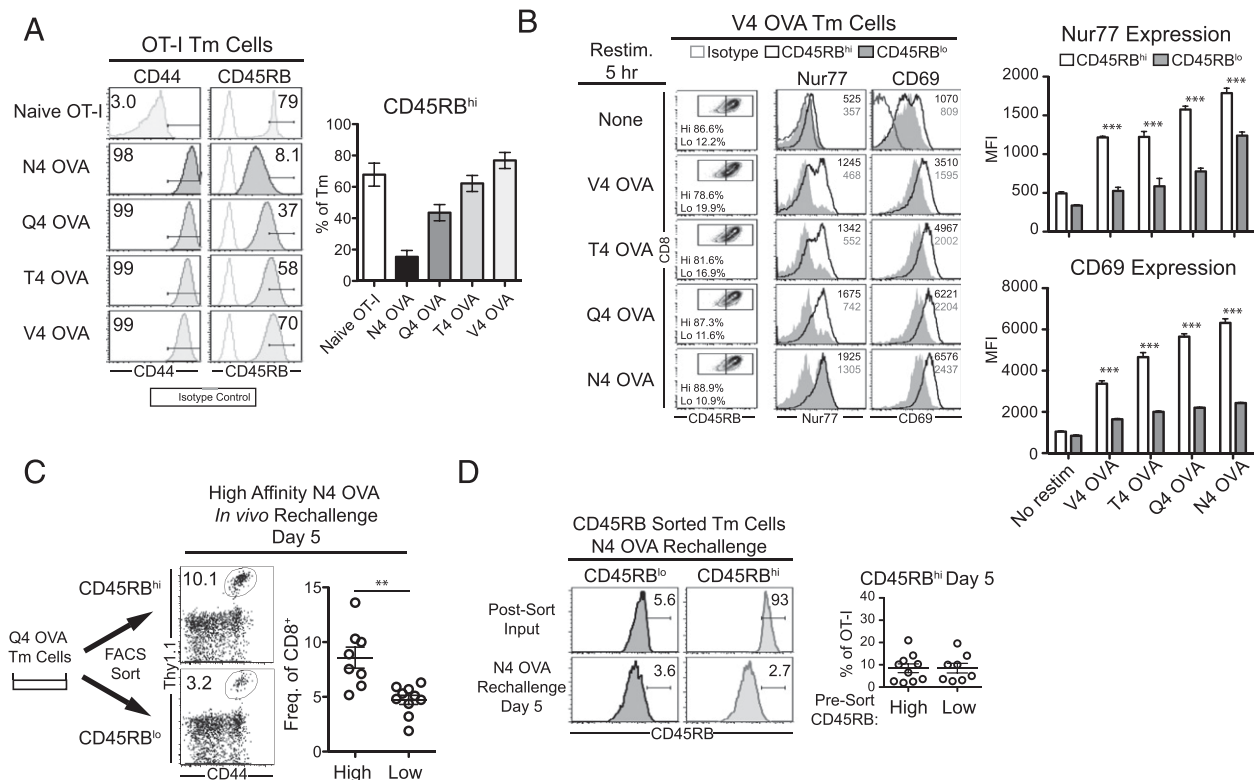 A
OT-I Tm Cells
CD44 CD45RB
Naive OT-I 3.0 79
N4 OVA 98 8.1
Q4 OVA 99 37
T4 OVA 99 58
V4 OVA 99 70
CD44 CD45RB
Isotype Control
CD45RBhi
% of Tm
100
80
60
40
20
0
Naive OT-I N4 OVA Q4 OVA T4 OVA V4 OVA
B
V4 OVA Tm Cells
Restim.
5 hr
Isotype CD45RBhi CD45RBlo
Nur77 CD69
None
Hi 86.6%
Lo 12.2%
525
357
1070
809
V4 OVA
Hi 78.6%
Lo 19.9%
1245
468
3510
1595
T4 OVA
Hi 81.6%
Lo 16.9%
1342
552
4967
2002
Q4 OVA
Hi 87.3%
Lo 11.6%
1675
742
6221
2204
N4 OVA
Hi 88.9%
Lo 10.9%
1925
1305
6576
2437
CD8
CD45RB Nur77 CD69
Nur77 Expression
CD45RBhi CD45RBlo
MFI
2000
1500
1000
500
0
*** *** *** ***
CD69 Expression
MFI
8000
6000
4000
2000
0
*** *** *** ***
No restim V4 OVA T4 OVA Q4 OVA N4 OVA
C
High Affinity N4 OVA
In vivo Rechallenge
Day 5
Q4 OVA
Tm Cells
FACS
Sort
CD45RBhi
CD45RBlo
10.1
3.2
Thy1.1
CD44
Freq. of CD8+
15
10
5
0
**
High Low
D
CD45RB Sorted Tm Cells
N4 OVA Rechallenge
CD45RBlo CD45RBhi
Post-Sort
Input
5.6 93
N4 OVA
Rechallenge
Day 5
3.6 2.7
CD45RB
CD45RBhi Day 5
% of OT-I
40
30
20
10
0
Pre-Sort
CD45RB:
High Low